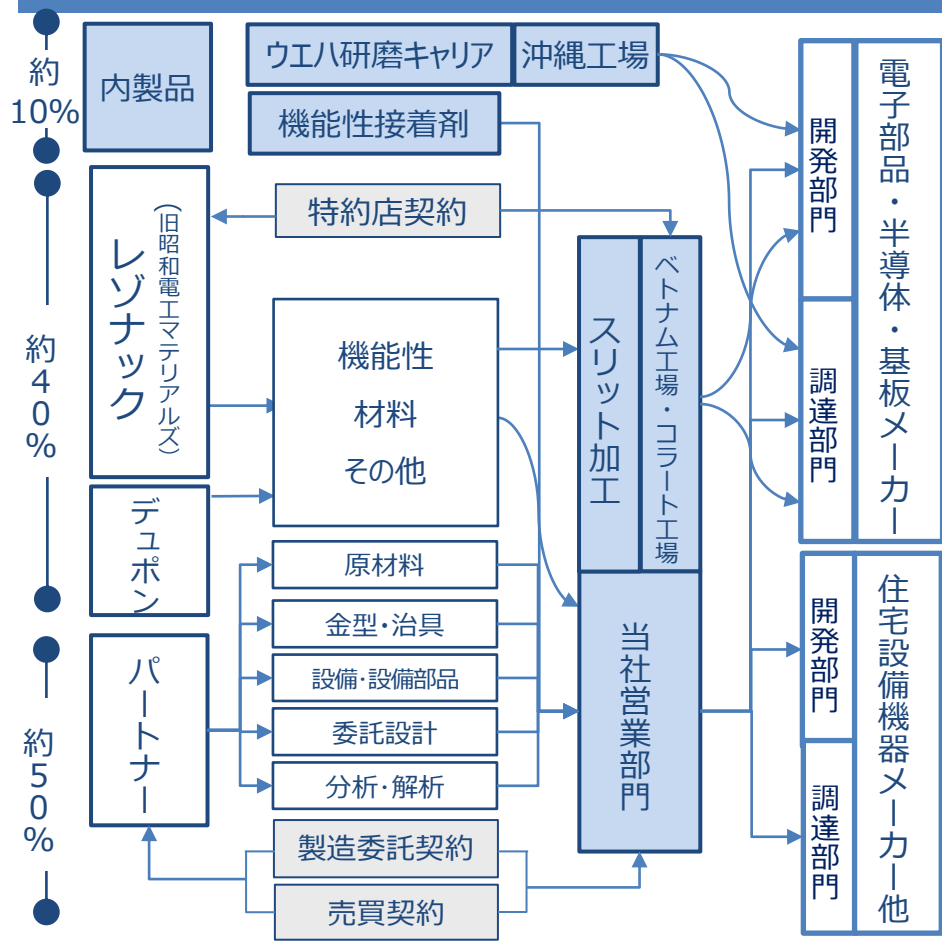 約
10%
内製品
ウエハ研磨キャリア
沖縄工場
機能性接着剤
約40%
レゾナック
(旧昭和電工マテリアルズ)
デュポン
特約店契約
機能性
材料
その他
スリット加工
ベトナム工場・コラート工場
約50%
パートナー
原材料
金型・治具
設備・設備部品
委託設計
分析・解析
当社営業部門
製造委託契約
売買契約
開発部門
調達部門
電子部品・半導体・基板メーカー
開発部門
調達部門
住宅設備機器メーカー他